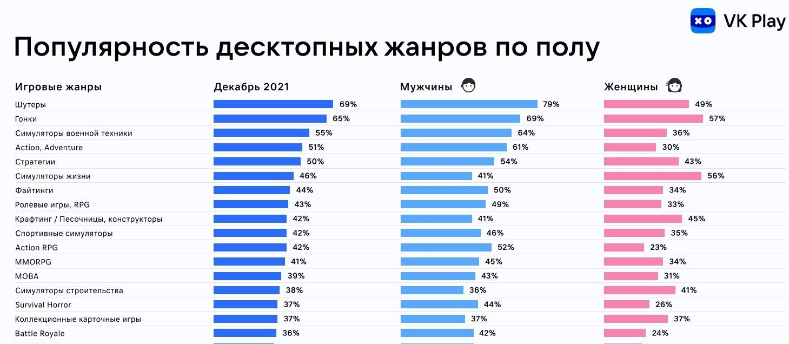 VK Play
Популярность десктопных жанров по полу
Игровые жанры Декабрь 2021 Мужчины Женщины
Шутеры 69% 79% 49%
Гонки 65% 69% 57%
Симуляторы военной техники 55% 64% 36%
Action, Adventure 51% 61% 30%
Стратегии 50% 54% 43%
Симуляторы жизни 46% 41% 56%
Файтинги 44% 50% 34%
Ролевые игры, RPG 43% 49% 33%
Крафтинг / Песочницы, конструкторы 42% 41% 45%
Спортивные симуляторы 42% 46% 35%
Action RPG 42% 52% 23%
MMORPG 41% 45% 34%
MOBA 39% 43% 31%
Симуляторы строительства 38% 36% 41%
Survival Horror 37% 44% 26%
Коллекционные карточные игры 37% 37% 37%
Battle Royale 36% 42% 24%